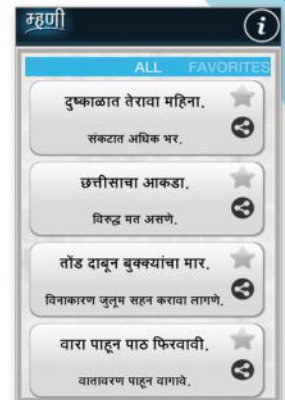 म्हणी
ALL FAVORITES
दुष्काळात तेरावा महिना.
संकटात अधिक भर.
छत्तीसाचा आकडा.
विरुद्ध मत असणे.
तोंड दाबून बुक्क्यांचा मार.
विनाकारण जुलूम सहन करावा लागणे.
वारा पाहून पाठ फिरवावी.
वातावरण पाहून वागावे.